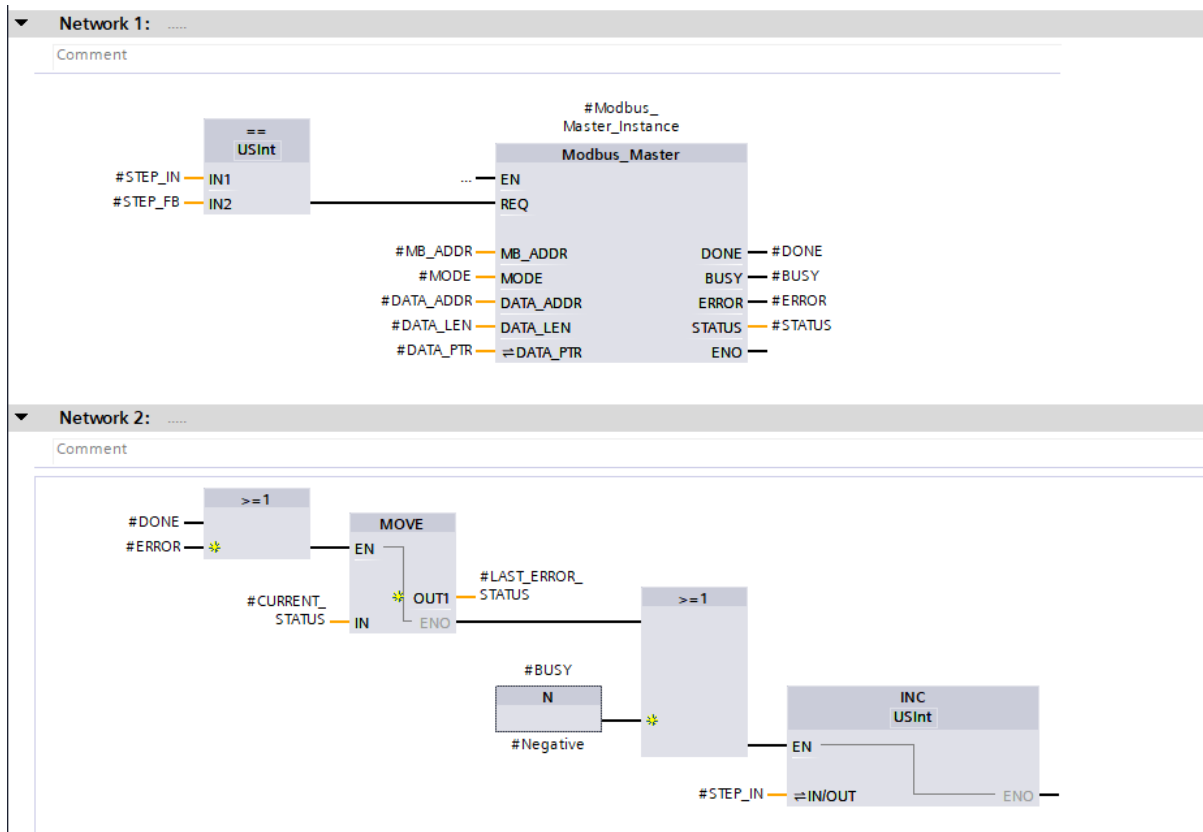 Network 1: .....
Comment
#Modbus_
Master_Instance
==
USInt
Modbus_Master
#STEP_IN IN1
... EN
#STEP_FB IN2
REQ
#MB_ADDR MB_ADDR DONE #DONE
#MODE MODE BUSY #BUSY
#DATA_ADDR DATA_ADDR ERROR #ERROR
#DATA_LEN DATA_LEN STATUS #STATUS
#DATA_PTR DATA_PTR ENO
Network 2: .....
Comment
>=1
#DONE
MOVE
#ERROR
EN
#LAST_ERROR_
STATUS
OUT1
#CURRENT_
STATUS IN
ENO
>=1
#BUSY
N
#Negative
INC
USInt
EN
#STEP_IN IN/OUT ENO